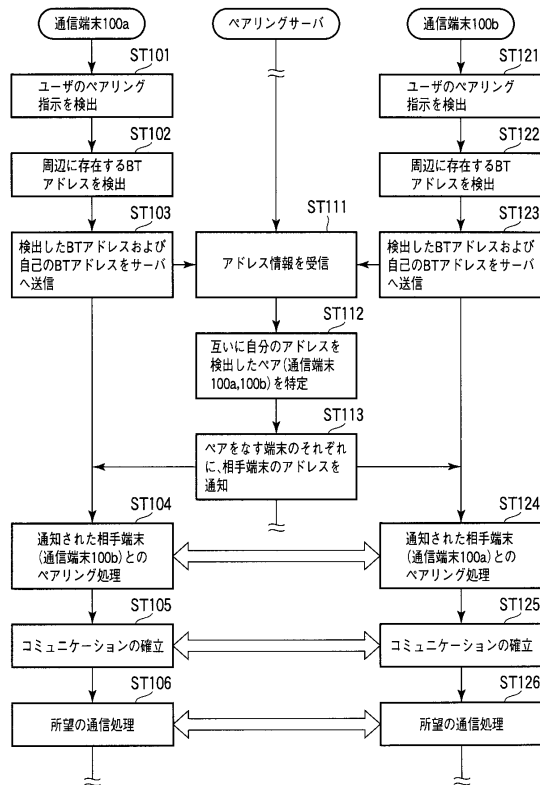 通信端末100a
ペアリングサーバ
通信端末100b
ST101
ユーザのペアリング
指示を検出
ST121
ユーザのペアリング
指示を検出
ST102
周辺に存在するBT
アドレスを検出
ST122
周辺に存在するBT
アドレスを検出
ST103
検出したBTアドレスおよび
自己のBTアドレスをサーバ
へ送信
ST111
アドレス情報を受信
ST123
検出したBTアドレスおよび
自己のBTアドレスをサーバ
へ送信
ST112
互いに自分のアドレスを
検出したペア(通信端末
100a,100b)を特定
ST113
ペアをなす端末のそれぞれ
に、相手端末のアドレスを
通知
ST104
通知された相手端末
(通信端末100b)との
ペアリング処理
ST124
通知された相手端末
(通信端末100a)との
ペアリング処理
ST105
コミュニケーションの確立
ST125
コミュニケーションの確立
ST106
所望の通信処理
ST126
所望の通信処理